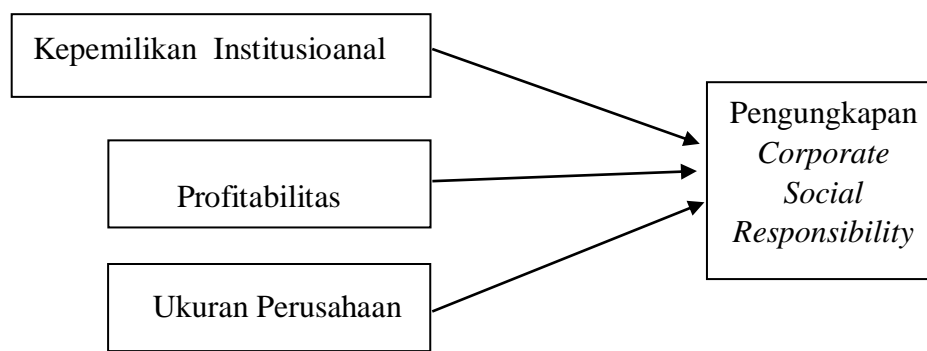 Kepemilikan Institusioanal
Profitabilitas
Ukuran Perusahaan
Pengungkapan
Corporate
Social
Responsibility